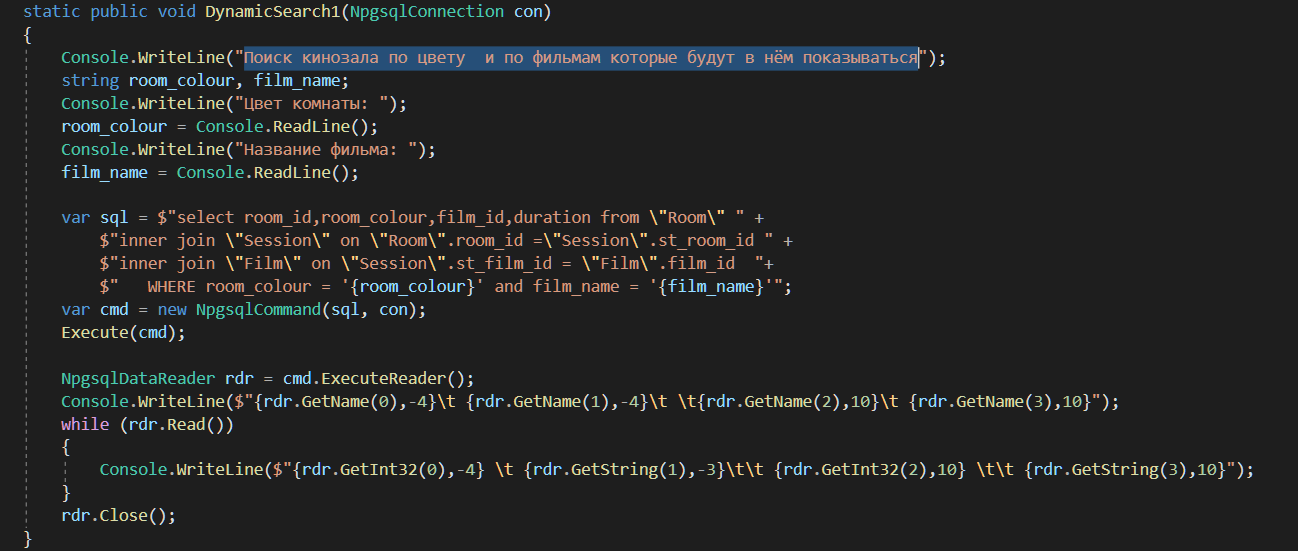 static public void DynamicSearch1(NpgsqlConnection con)
{
Console.WriteLine("Поиск кинозала по цвету  и по фильмам которые будут в нём показываться");
string room_colour, film_name;
Console.WriteLine("Цвет комнаты: ");
room_colour = Console.ReadLine();
Console.WriteLine("Название фильма: ");
film_name = Console.ReadLine();
var sql = $"select room_id,room_colour,film_id,duration from \"Room\" " +
$"inner join \"Session\" on \"Room\".room_id =\"Session\".st_room_id " +
$"inner join \"Film\" on \"Session\".st_film_id = \"Film\".film_id  "+
$"   WHERE room_colour = '{room_colour}' and film_name = '{film_name}'";
var cmd = new NpgsqlCommand(sql, con);
Execute(cmd);
NpgsqlDataReader rdr = cmd.ExecuteReader();
Console.WriteLine($"{rdr.GetName(0),-4}\t {rdr.GetName(1),-4}\t \t{rdr.GetName(2),10}\t {rdr.GetName(3),10}");
while (rdr.Read())
{
Console.WriteLine($"{rdr.GetInt32(0),-4} \t {rdr.GetString(1),-3}\t\t {rdr.GetInt32(2),10} \t\t {rdr.GetString(3),10}");
}
rdr.Close();
}